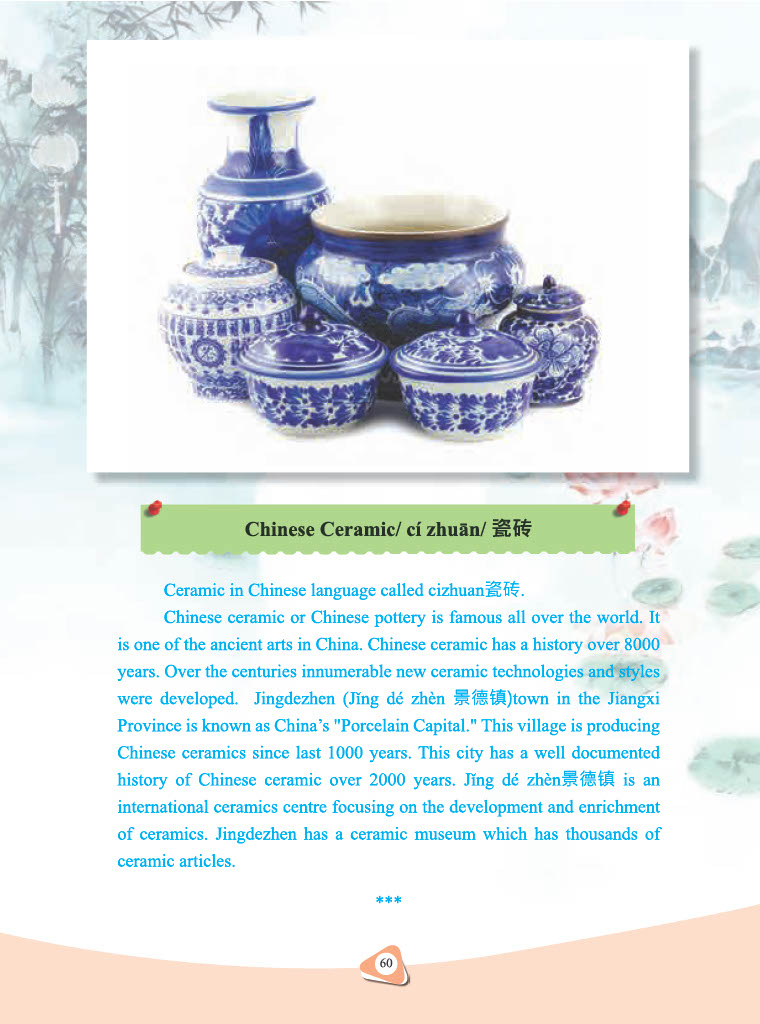 Chinese Ceramic/ cí zhuān/ 瓷砖
Ceramic in Chinese language called cizhuan瓷砖.
Chinese ceramic or Chinese pottery is famous all over the world. It
is one of the ancient arts in China. Chinese ceramic has a history over 8000
years. Over the centuries innumerable new ceramic technologies and styles
were developed. Jingdezhen (Jǐng dé zhèn 景德镇)town in the Jiangxi
Province is known as China’s "Porcelain Capital." This village is producing
Chinese ceramics since last 1000 years. This city has a well documented
history of Chinese ceramic over 2000 years. Jǐng dé zhèn景德镇 is an
international ceramics centre focusing on the development and enrichment
of ceramics. Jingdezhen has a ceramic museum which has thousands of
ceramic articles.
***
60